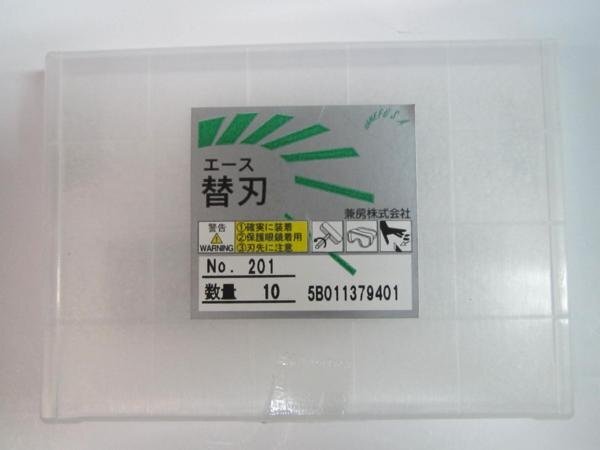 エース
替刃
兼房株式会社
警告
WARNING
①確実に装着
②保護眼鏡着用
③刃先に注意
No. 201
数量 10
5B011379401